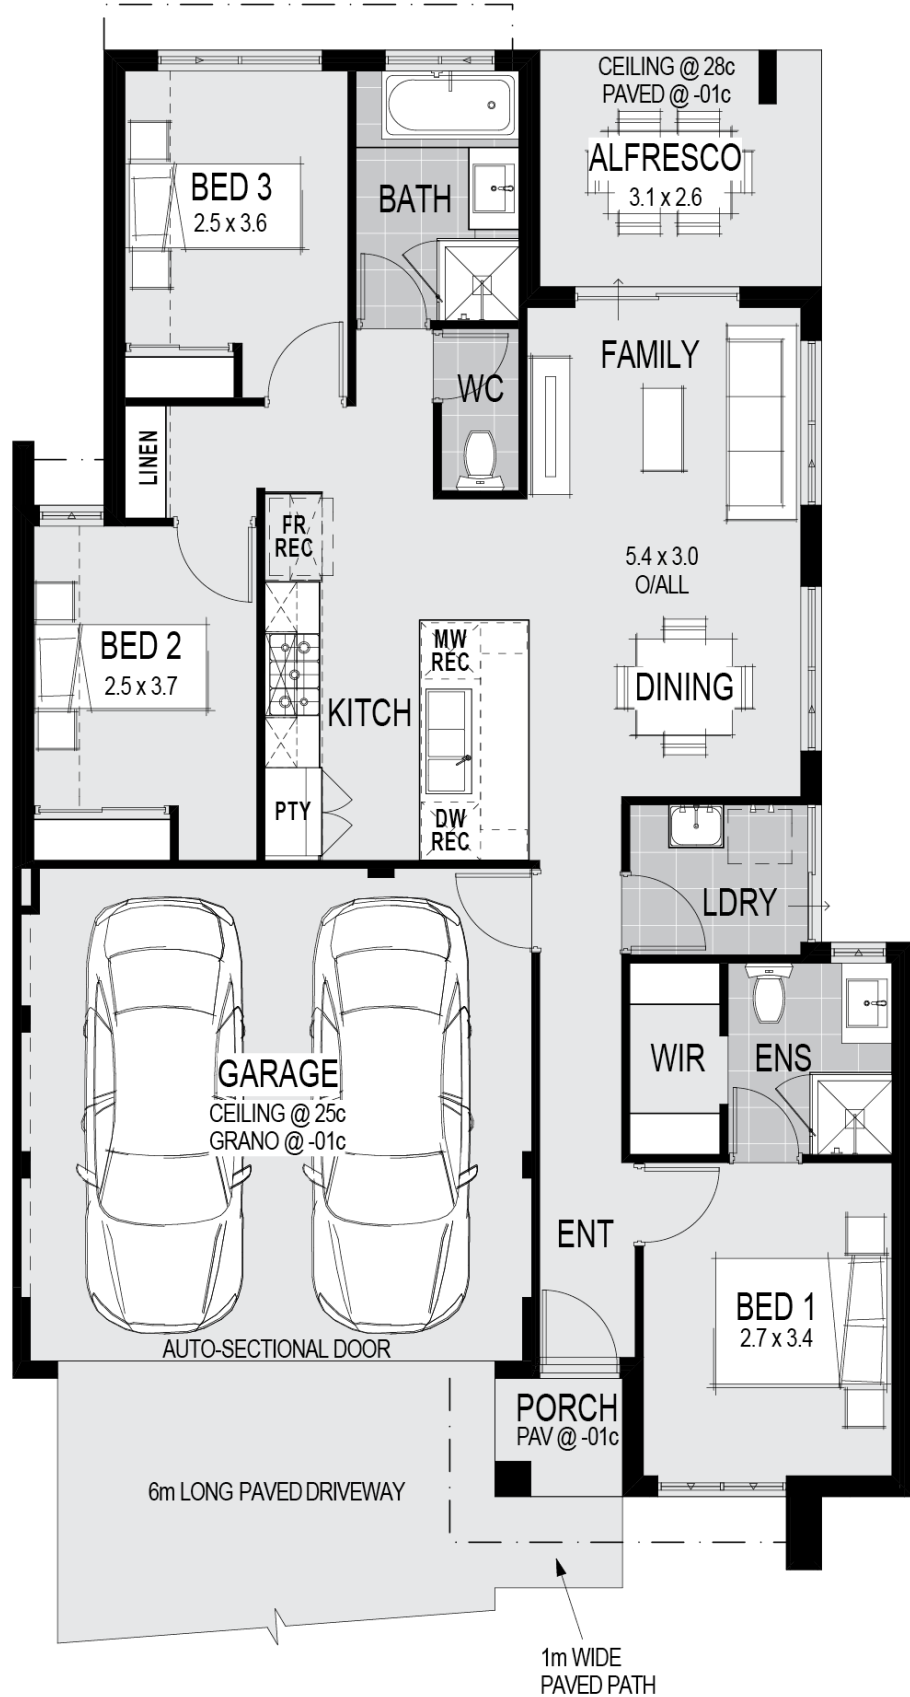 CEILING @ 28c
PAVED @ -01c
ALFRESCO
3.1 x 2.6
BED 3
2.5 x 3.6
BATH
FAMILY
WC
LINEN
FR
REC
5.4 x 3.0
O/ALL
BED 2
2.5 x 3.7
MW
REC
KITCH
DINING
PTY
DW
REC
LDRY
GARAGE
CEILING @ 25c
GRANO @ -01c
WIR
ENS
ENT
BED 1
2.7 x 3.4
AUTO-SECTIONAL DOOR
PORCH
PAV @ -01c
6m LONG PAVED DRIVEWAY
1m WIDE
PAVED PATH